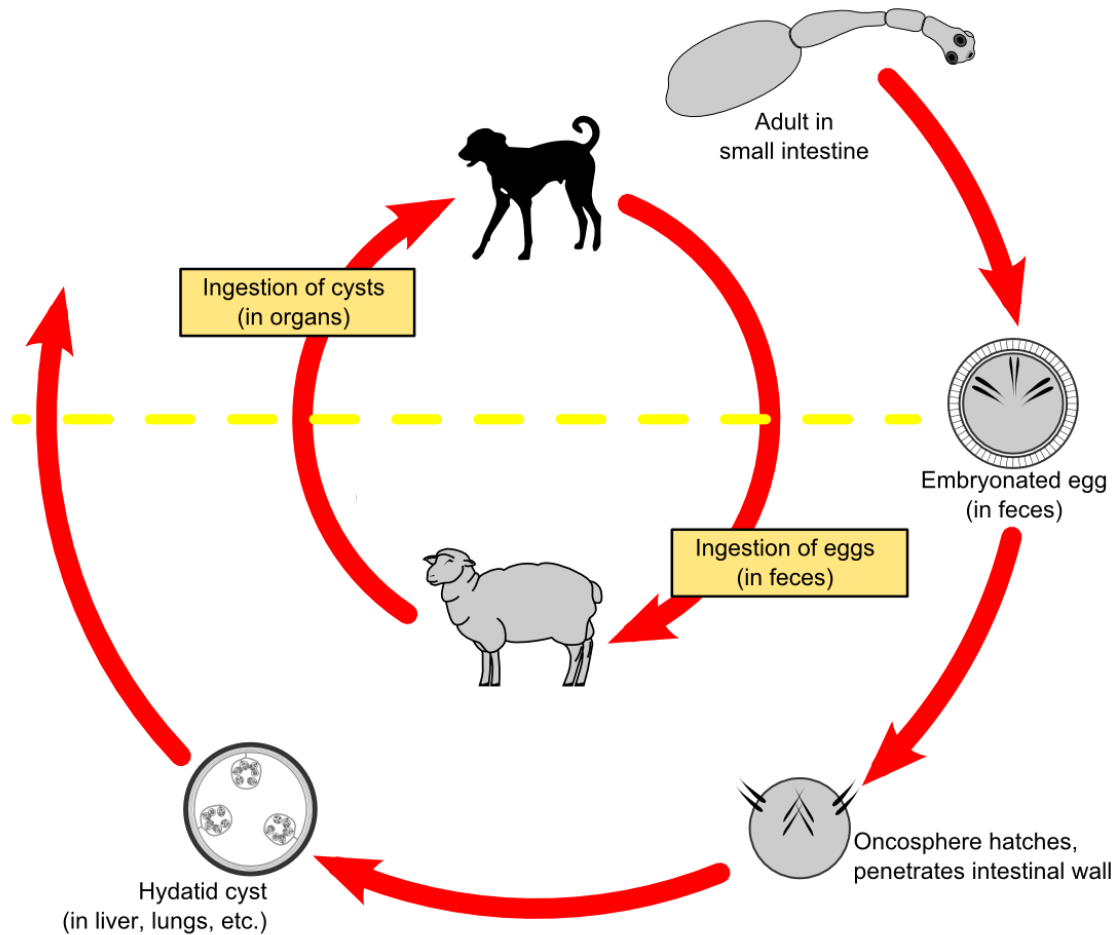 Adult in
small intestine
Ingestion of cysts
(in organs)
Embryonated egg
(in feces)
Ingestion of eggs
(in feces)
Oncosphere hatches,
penetrates intestinal wall
Hydatid cyst
(in liver, lungs, etc.)